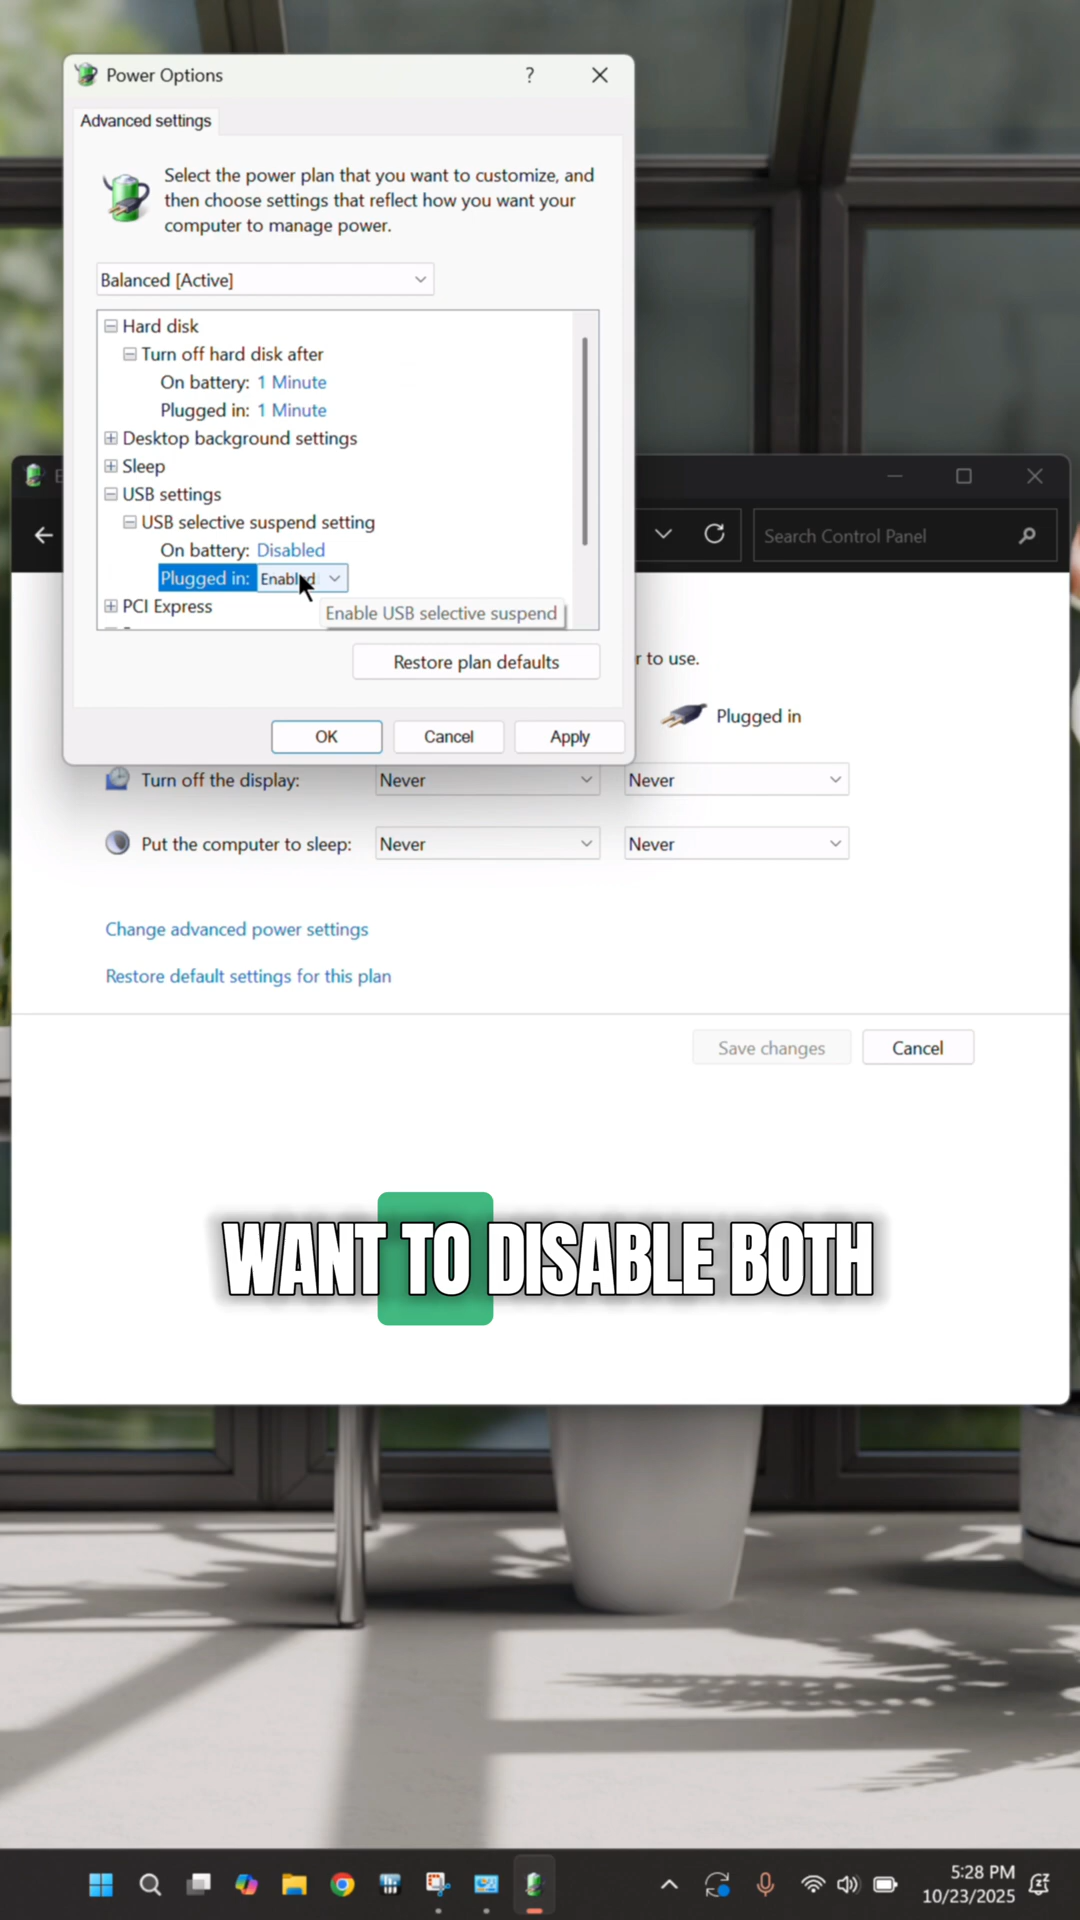 Power Options
?
Advanced settings
Select the power plan that you want to customize, and
then choose settings that reflect how you want your
computer to manage power.
Balanced [Active]
Hard disk
Turn off hard disk after
On battery: 1 Minute
Plugged in: 1 Minute
Desktop background settings
Sleep
USB settings
USB selective suspend setting
On battery: Disabled
Plugged in: Enabled
PCI Express
Enable USB selective suspend
Restore plan defaults
OK
Cancel
Apply
Search Control Panel
r to use.
Plugged in
Turn off the display: Never Never
Put the computer to sleep: Never Never
Change advanced power settings
Restore default settings for this plan
Save changes
Cancel
WANT TO DISABLE BOTH
5:28 PM
10/23/2025